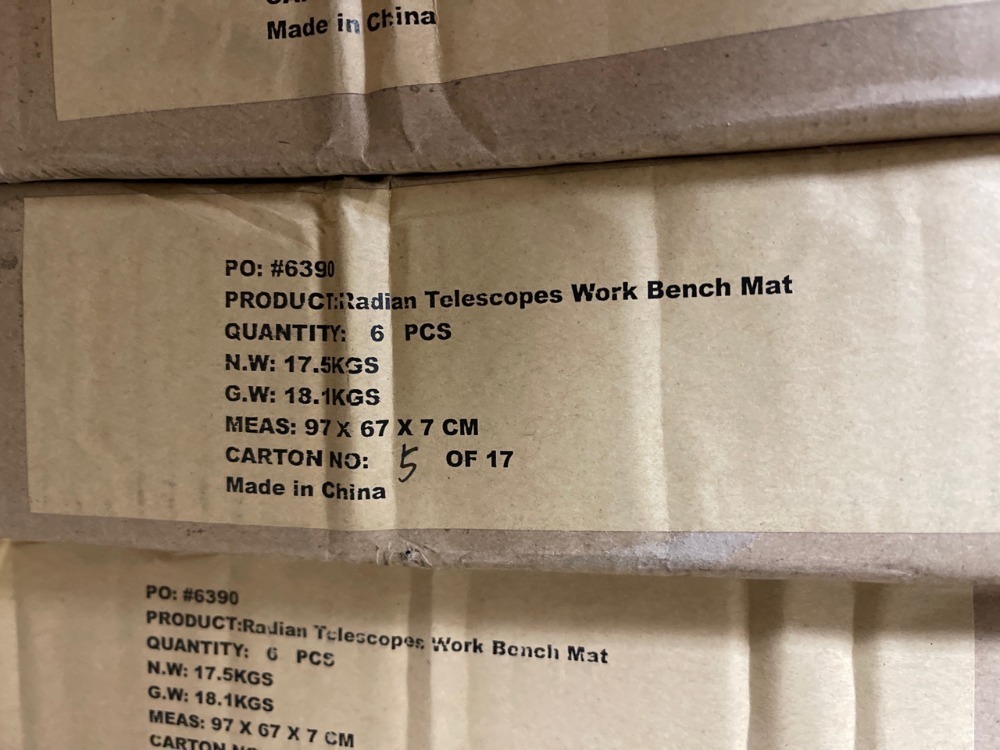 Made in China
PO: #6390
PRODUCT:Radian Telescopes Work Bench Mat
QUANTITY: 6 PCS
N.W: 17.5KGS
G.W: 18.1KGS
MEAS: 97 X 67 X 7 CM
CARTON NO: 5 OF 17
Made in China
PO: #6390
PRODUCT:Radian Telescopes Work Bench Mat
QUANTITY: 6 PCS
N.W: 17.5KGS
G.W: 18.1KGS
MEAS: 97 X 67 X 7 CM
CARTON